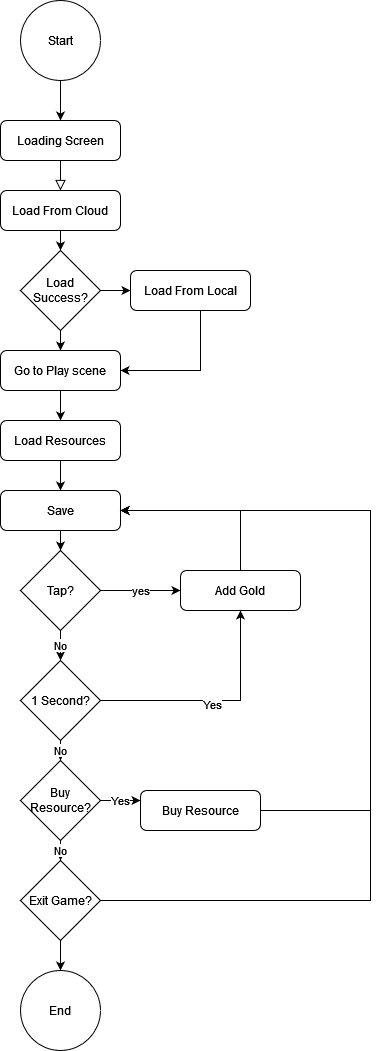 Start
Loading Screen
Load From Cloud
Load
Success?
Load From Local
Go to Play scene
Load Resources
Save
Tap?
yes
Add Gold
No
1 Second?
Yes
No
Buy
Resource?
Yes
Buy Resource
No
Exit Game?
End